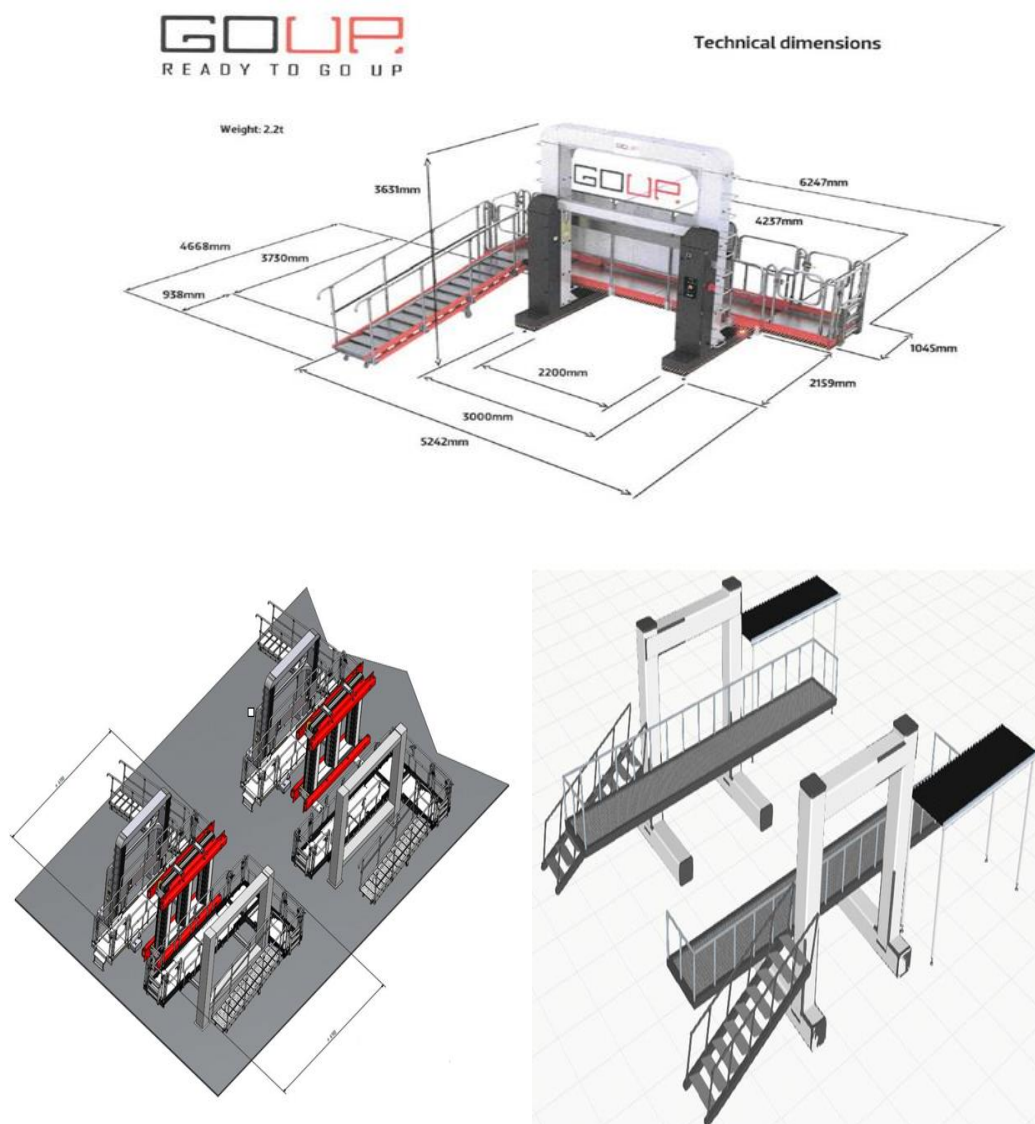 GOUP.
READY TO GO UP
Technical dimensions
Weight: 2.2t
GOUP
GOUP.
3631mm
6247mm
4237mm
4668mm
3730mm
938mm
1045mm
2200mm
2159mm
3000mm
5242mm